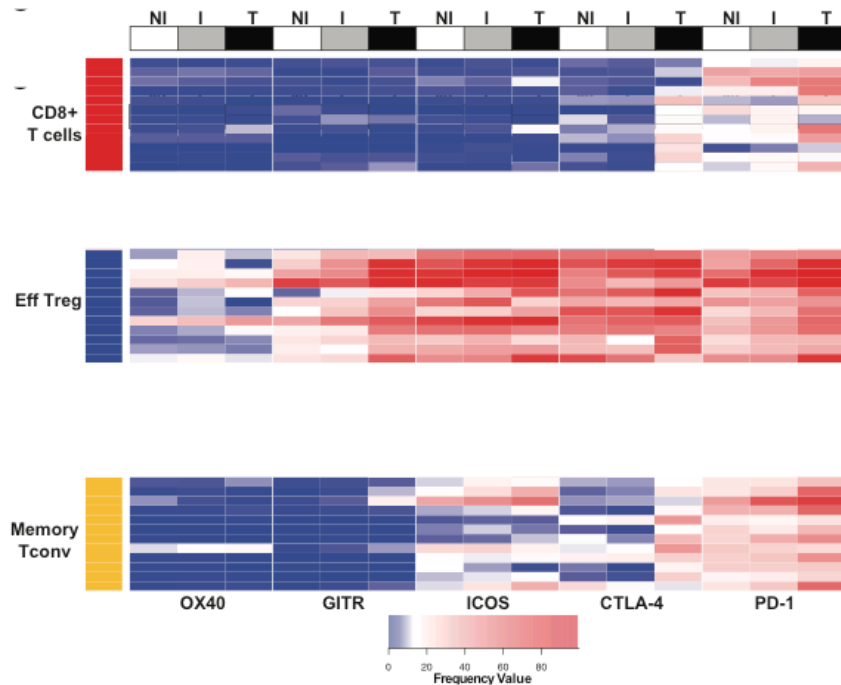 NI I T NI I T NI I T NI I T NI I T
CD8+
T cells
Eff Treg
Memory
Tconv
OX40 GITR ICOS CTLA-4 PD-1
0 20 40 60 80
Frequency Value